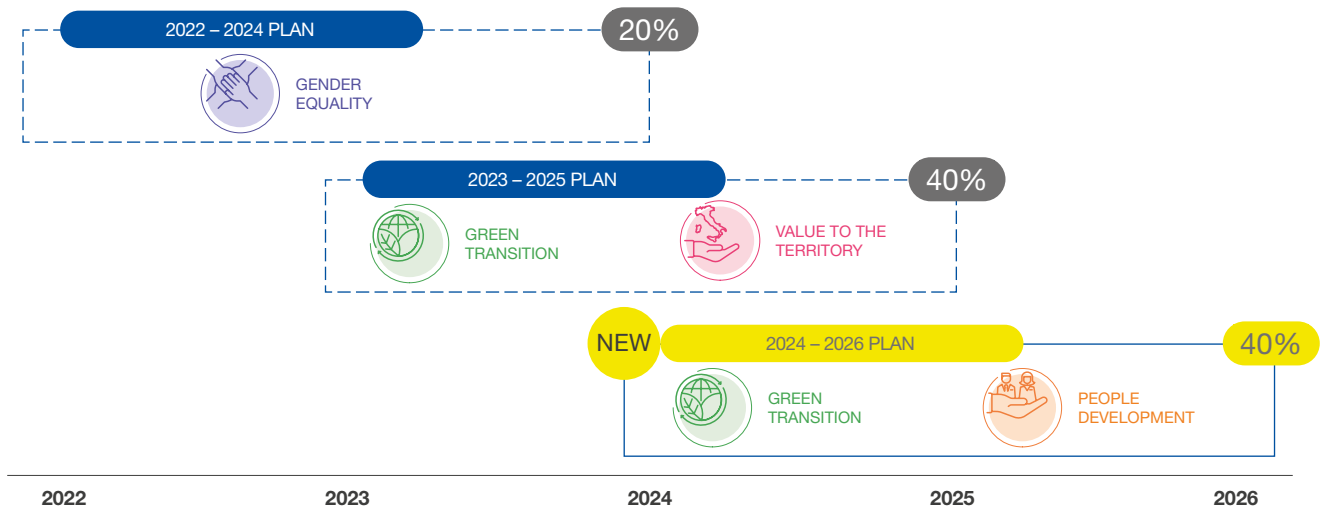 2022 – 2024 PLAN
20%
GENDER
EQUALITY
2023 – 2025 PLAN
40%
GREEN
TRANSITION
VALUE TO THE
TERRITORY
NEW
2024 – 2026 PLAN
40%
GREEN
TRANSITION
PEOPLE
DEVELOPMENT
2022
2023
2024
2025
2026